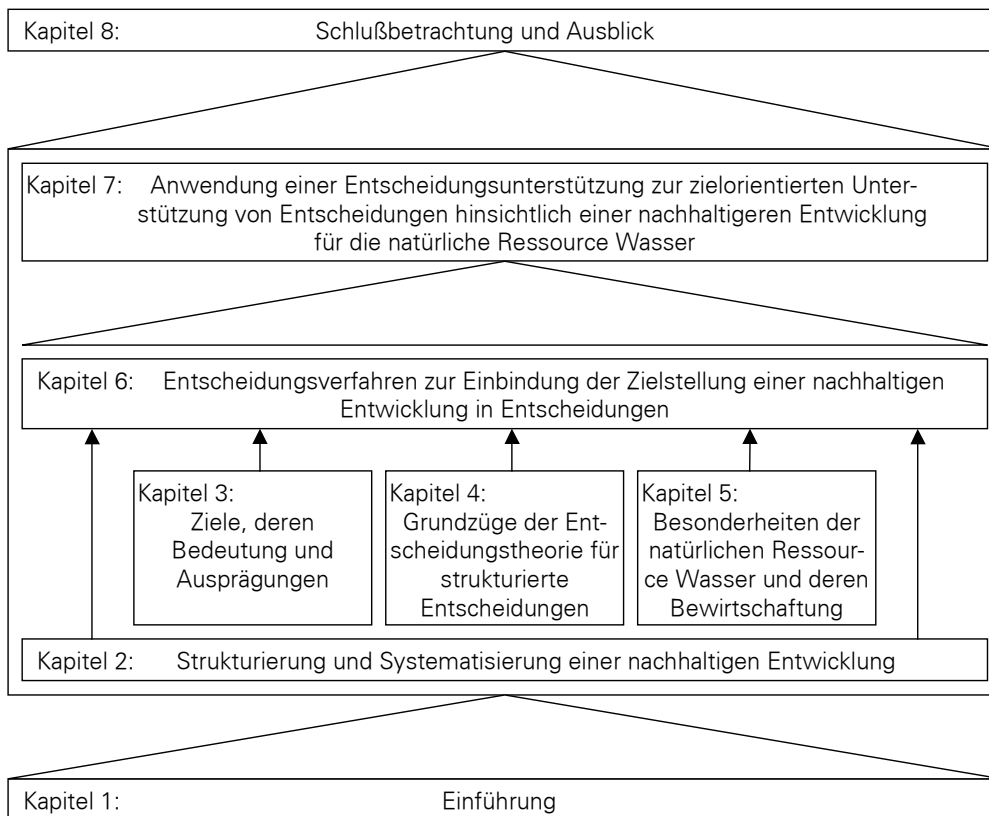 Kapitel 8: Schlußbetrachtung und Ausblick
Kapitel 7: Anwendung einer Entscheidungsunterstützung zur zielorientierten Unter-
stützung von Entscheidungen hinsichtlich einer nachhaltigeren Entwicklung
für die natürliche Ressource Wasser
Kapitel 6: Entscheidungsverfahren zur Einbindung der Zielstellung einer nachhaltigen
Entwicklung in Entscheidungen
Kapitel 3:
Ziele, deren
Bedeutung und
Ausprägungen
Kapitel 4:
Grundzüge der Ent-
scheidungstheorie für
strukturierte
Entscheidungen
Kapitel 5:
Besonderheiten der
natürlichen Ressour-
ce Wasser und deren
Bewirtschaftung
Kapitel 2: Strukturierung und Systematisierung einer nachhaltigen Entwicklung
Kapitel 1: Einführung